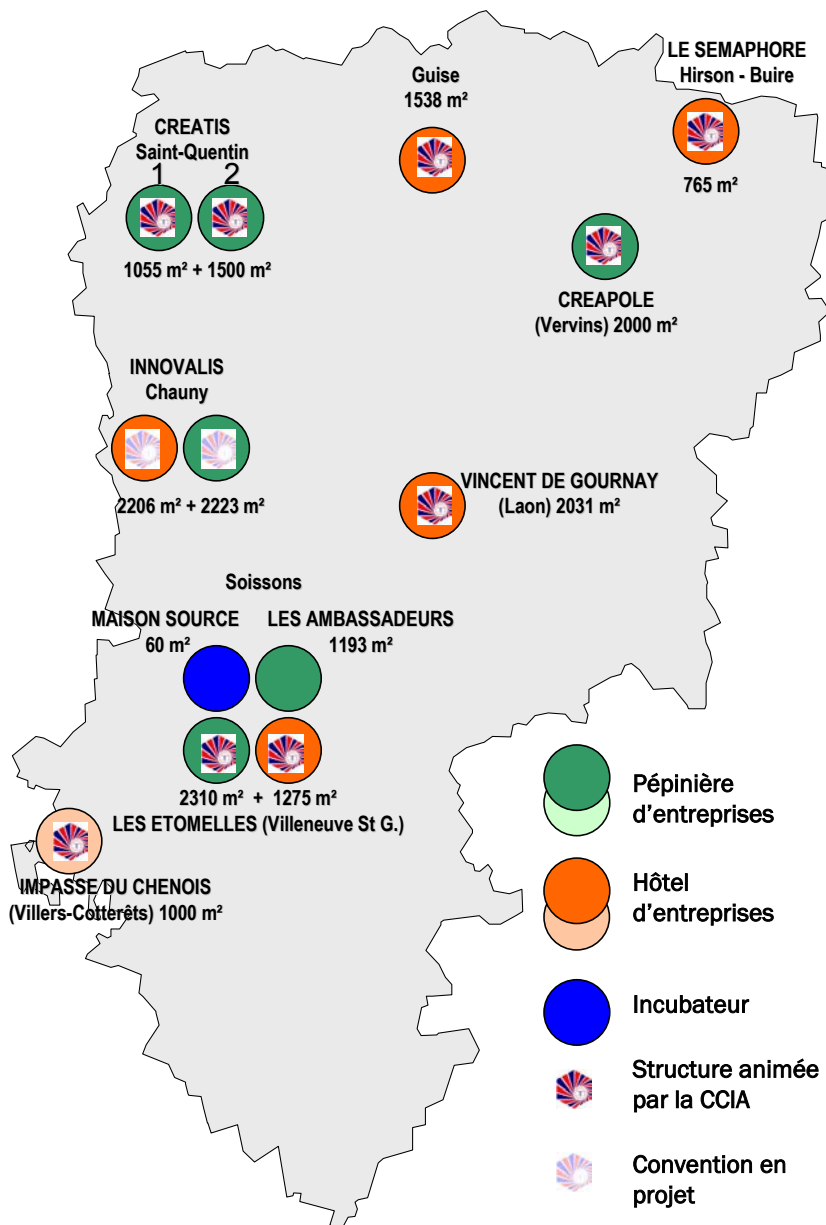 LE SEMAPHORE
Hirson - Buire
765 m²
Guise
1538 m²
CREATIS
Saint-Quentin
1 2
1055 m² + 1500 m²
CREAPOLE
(Vervins) 2000 m²
INNOVALIS
Chauny
2206 m² + 2223 m²
VINCENT DE GOURNAY
(Laon) 2031 m²
Soissons
MAISON SOURCE
60 m²
LES AMBASSADEURS
1193 m²
2310 m² + 1275 m²
LES ETOMELLES (Villeneuve St G.)
IMPASSE DU CHENOIS
(Villers-Cotterêts) 1000 m²
Pépinière
d'entreprises
Hôtel
d'entreprises
Incubateur
Structure animée
par la CCIA
Convention en
projet